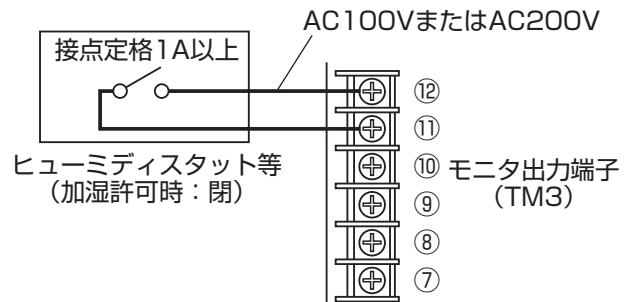 AC100VまたはAC200V
接点定格1A以上
ヒューミディスタット等
（加湿許可時：閉）
⑫
⑪
⑩
⑨
⑧
⑦
モニタ出力端子
（TM3）